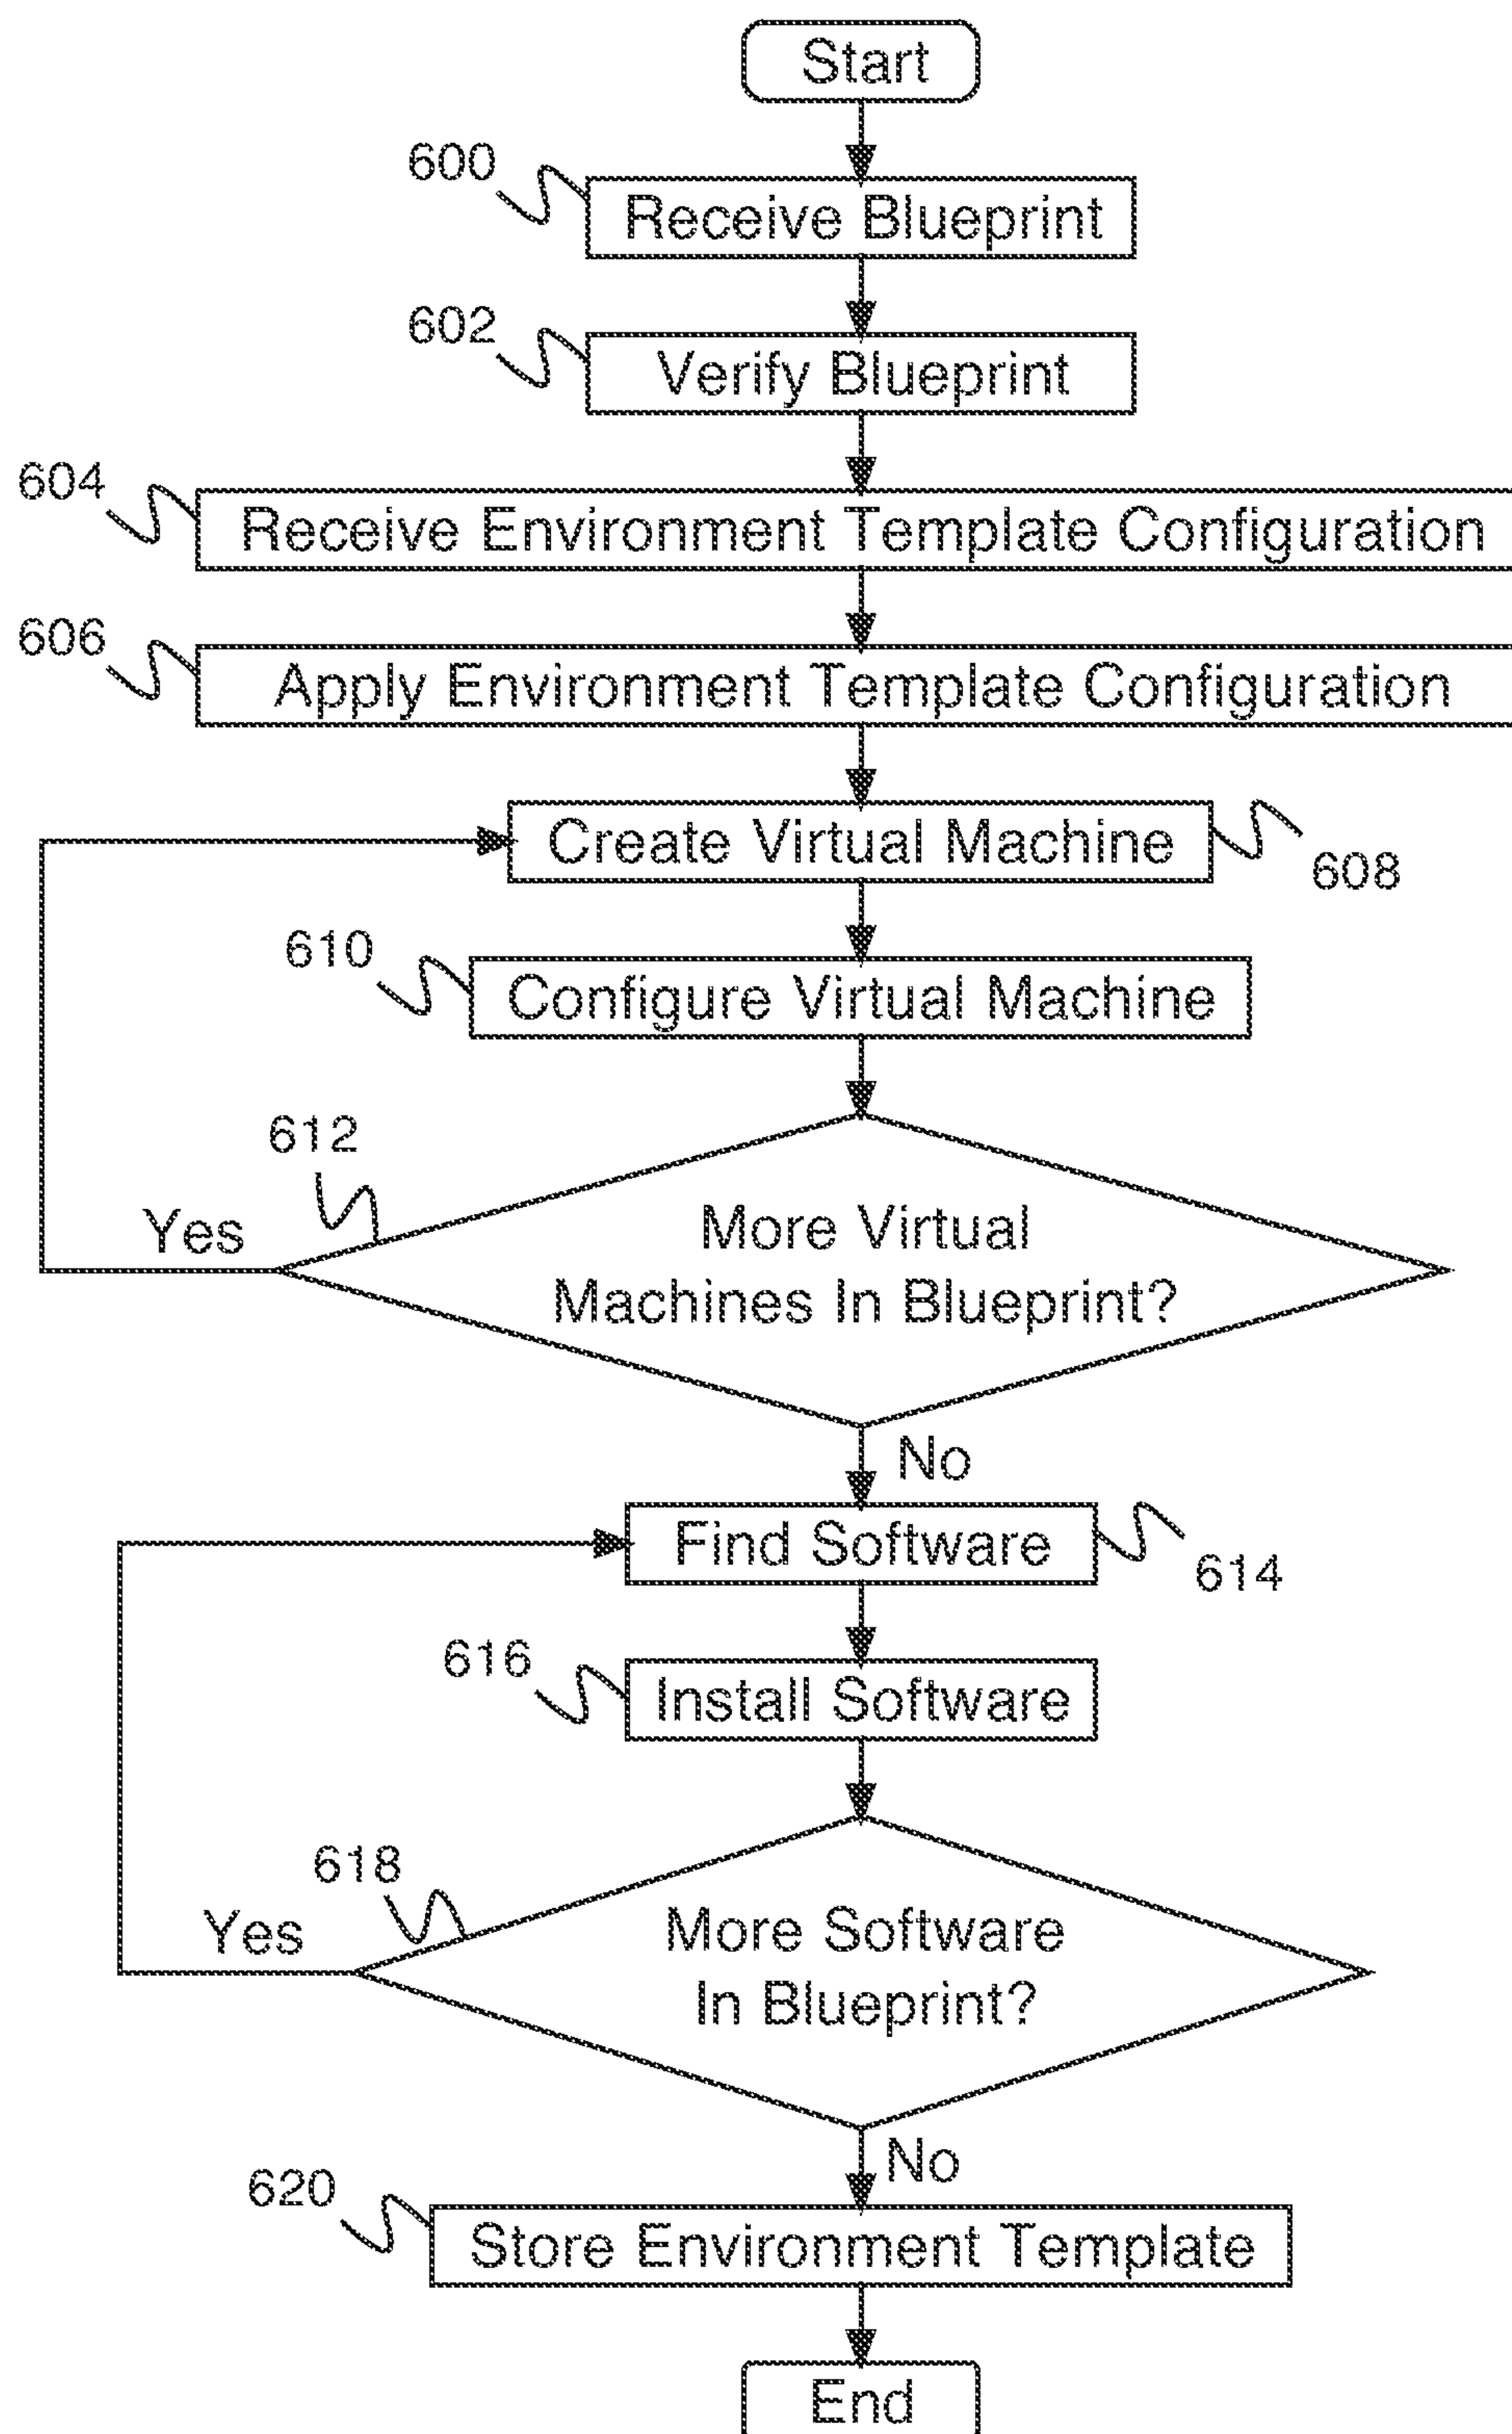 Start
600
Receive Blueprint
602
Verify Blueprint
604
Receive Environment Template Configuration
606
Apply Environment Template Configuration
Create Virtual Machine
608
610
Configure Virtual Machine
612
Yes
More Virtual
Machines In Blueprint?
No
Find Software
614
616
Install Software
618
Yes
More Software
In Blueprint?
No
620
Store Environment Template
End